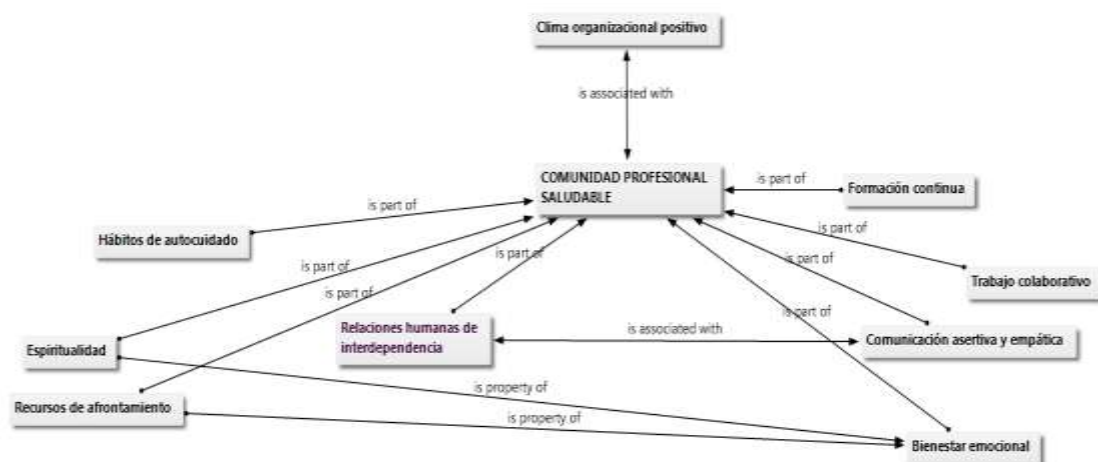 Clima organizacional positivo
is associated with
COMUNIDAD PROFESIONAL
SALUDABLE
is part of
Formación continua
is part of
Hábitos de autocuidado
is part of
is part of
is part of
is part of
is part of
Trabajo colaborativo
is part of
Relaciones humanas de
interdependencia
is associated with
Comunicación asertiva y empática
Espiritualidad
is part of
is property of
Recursos de afrontamiento
is property of
Bienestar emocional